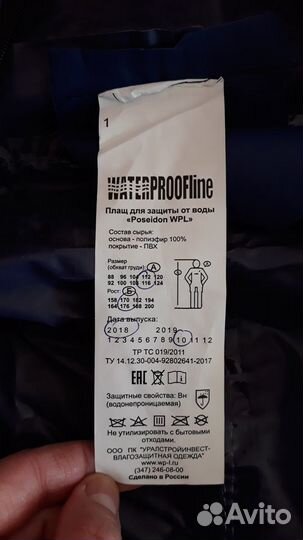 1
WATERPROOFline
Плащ для защиты от воды
«Poseidon WPL»
Состав сырья:
основа - полиэфир 100%
покрытие - ПВХ
Размер
(обхват груди): А
88 96 104 112 120
92 100 108 116 124
Рост: Б
158 170 182 194
164 176 188 200
А
Б
Дата выпуска:
2018 2019
1 2 3 4 5 6 7 8 9 10 11 12
ТР ТС 019/2011
ТУ 14.12.30-004-92802641-2017
EAC
Защитные свойства: Вн
(водонепроницаемая)
Не утилизировать с бытовыми
отходами.
ООО ПК "УРАЛСТРОЙИНВЕСТ-
ВЛАГОЗАЩИТНАЯ ОДЕЖДА"
www.wp-l.ru
(347) 246-08-00
Сделано в России
Avito